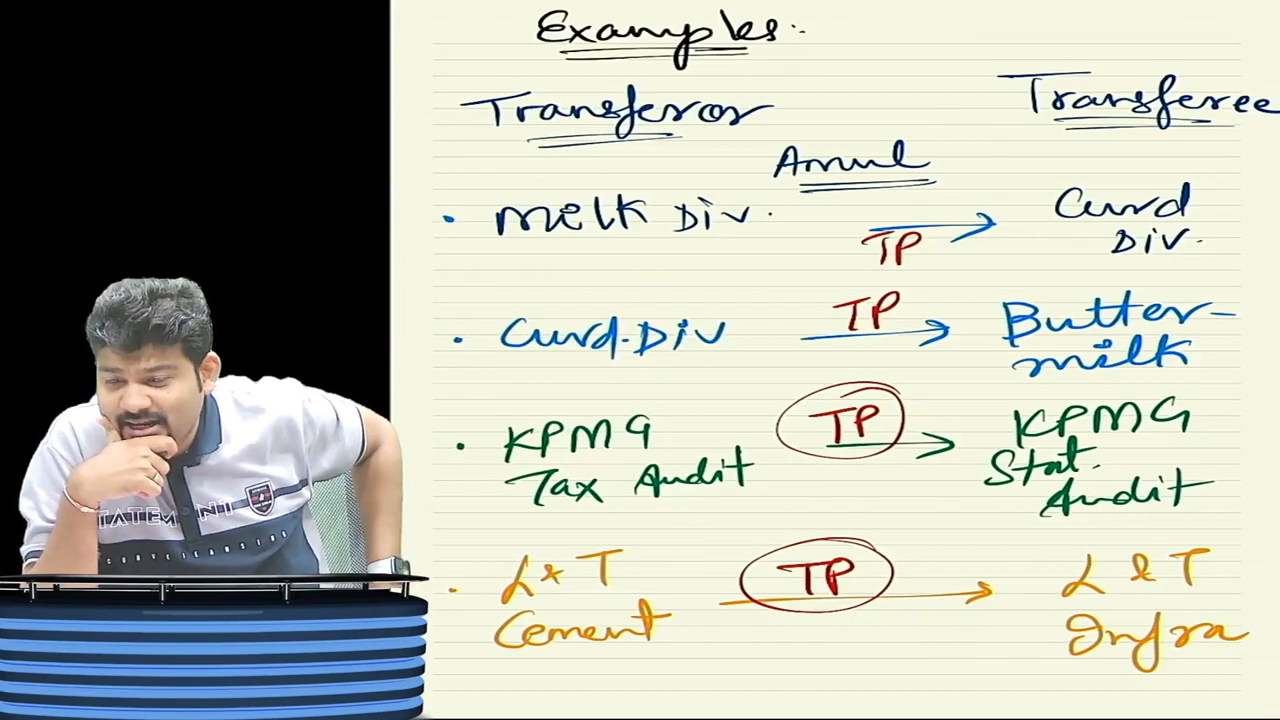 Examples:
Transferor Transferee
Amul
• Milk Div. TP Curd
Div.
• Curd. Div TP Butter-
milk
• KPMG TP KPMG
Tax Audit Stat.
Audit
• L & T TP L & T
Cement Infra
TATEMENT